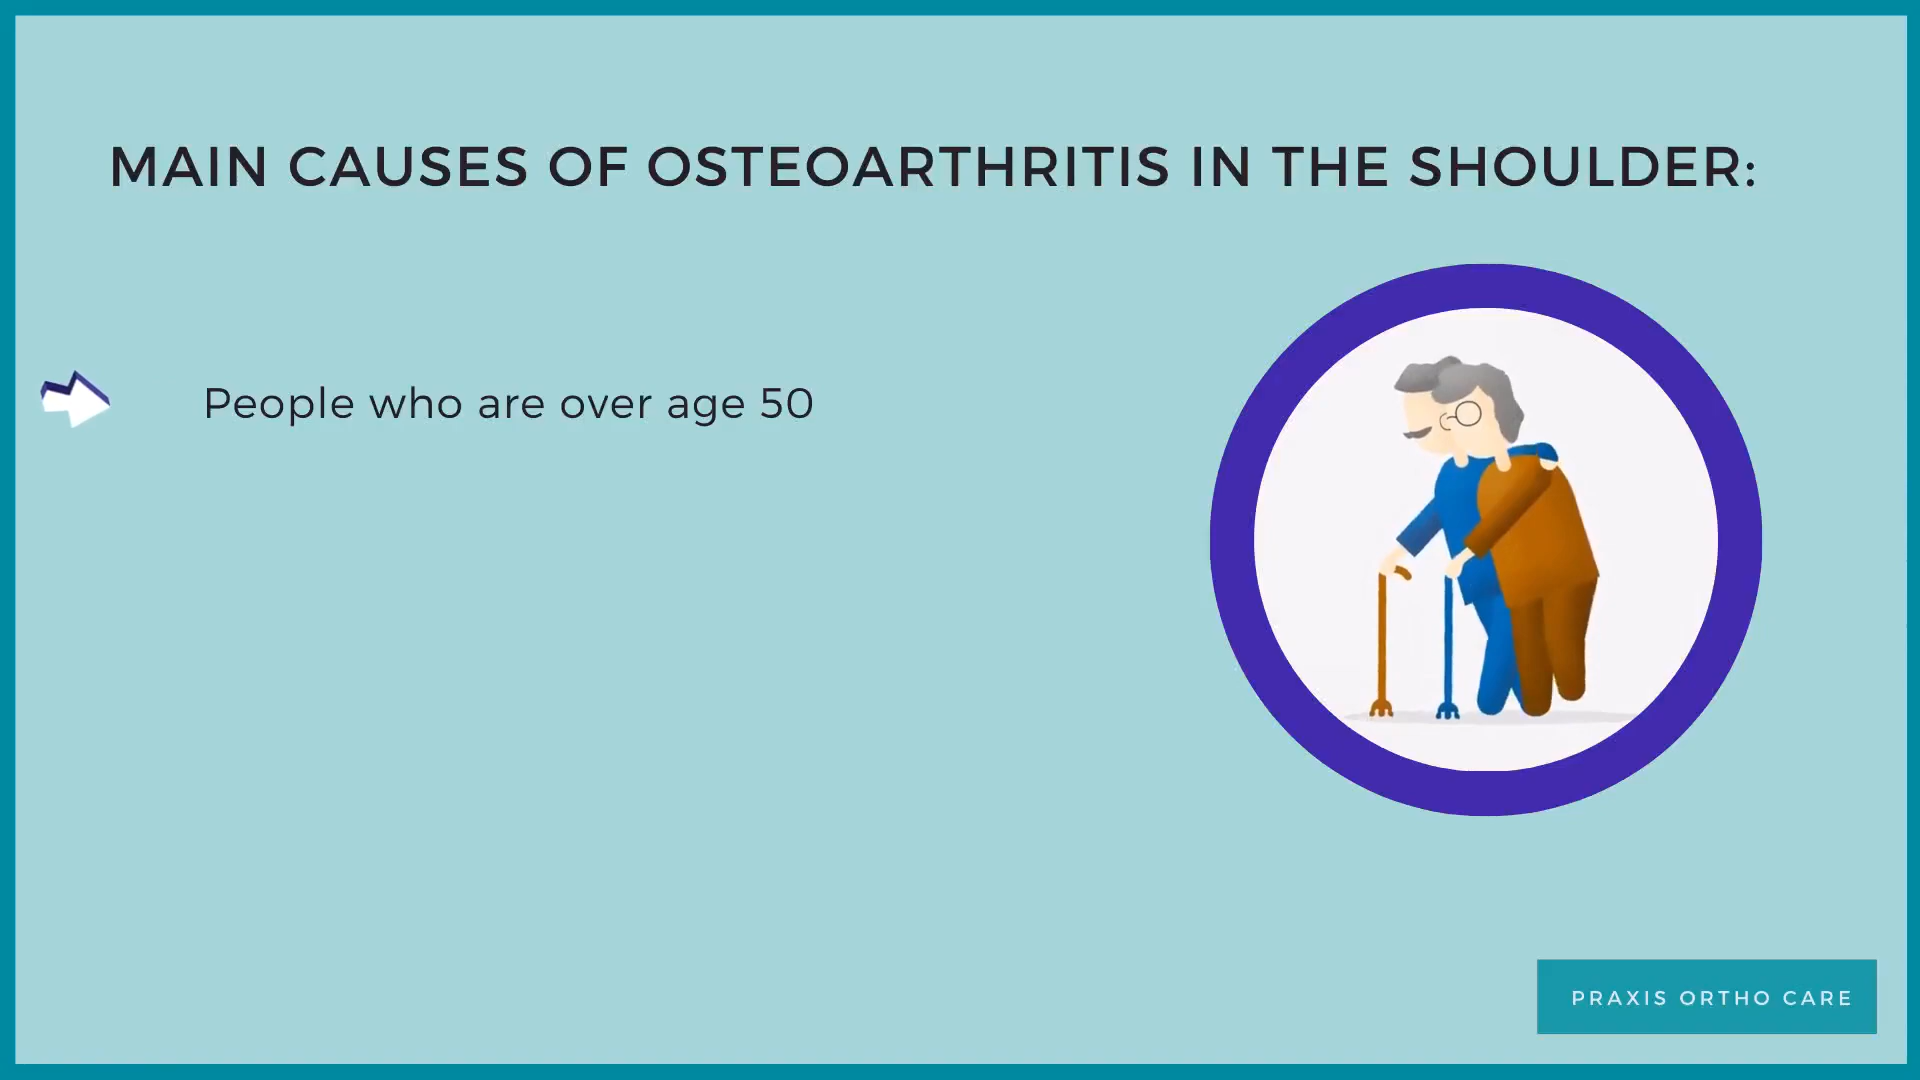 MAIN CAUSES OF OSTEOARTHRITIS IN THE SHOULDER:
People who are over age 50
PRAXIS ORTHO CARE